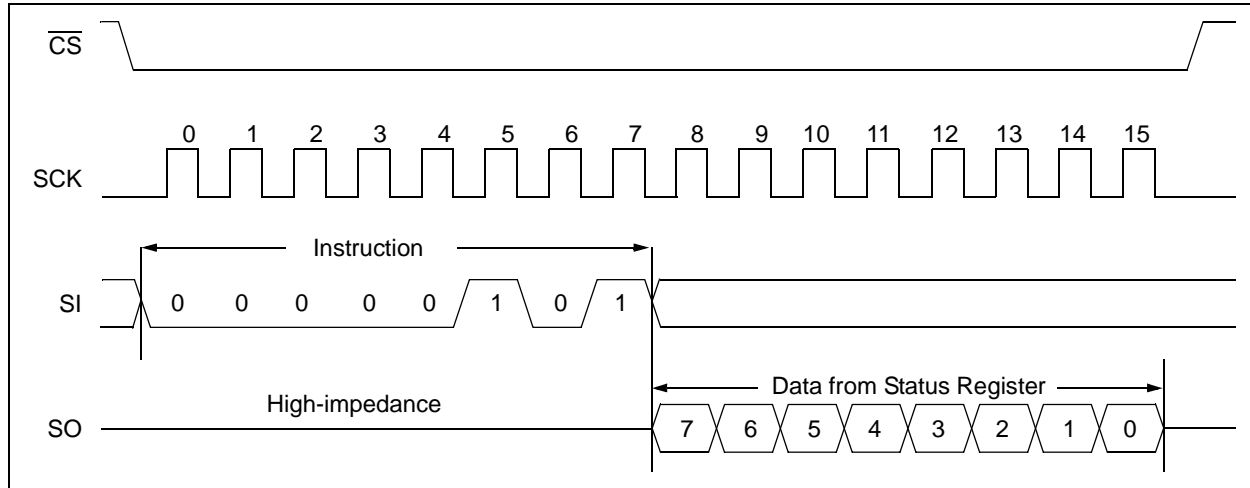 CS
0 1 2 3 4 5 6 7 8 9 10 11 12 13 14 15
SCK
Instruction
SI 0 0 0 0 0 1 0 1
Data from Status Register
High-impedance
SO 7 6 5 4 3 2 1 0